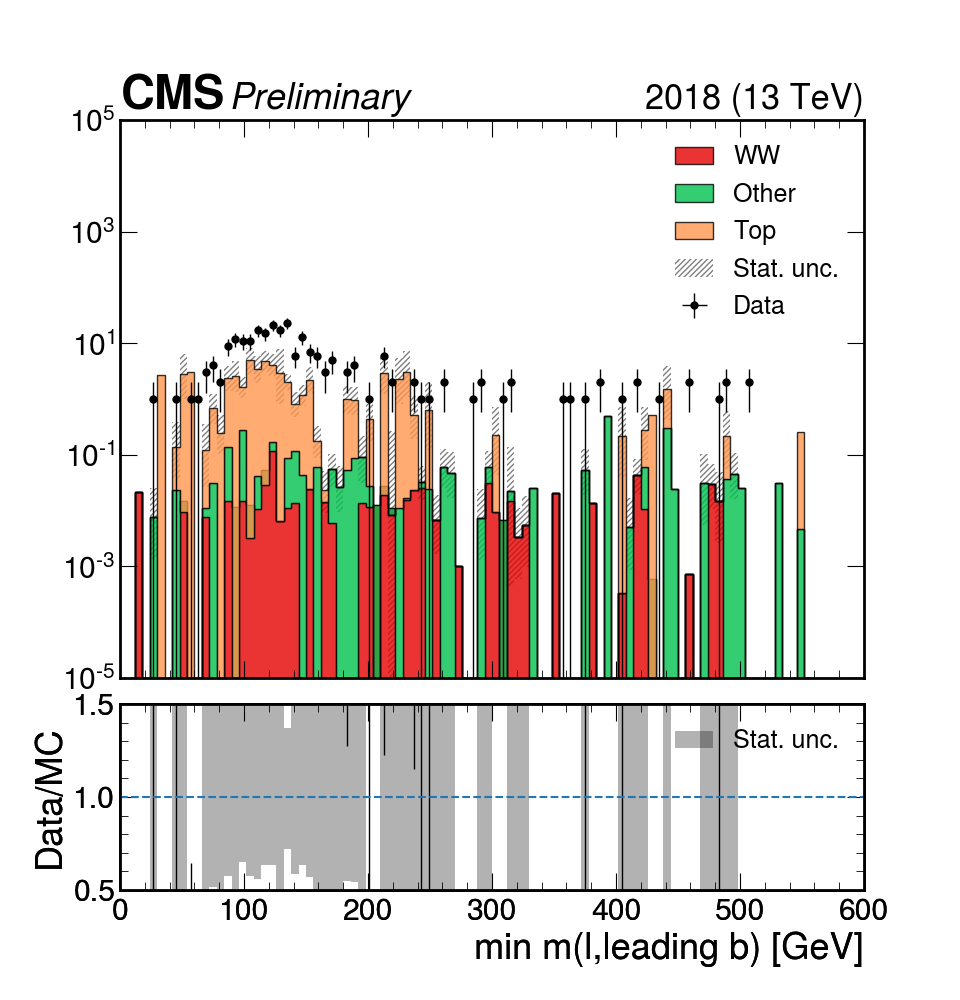 CMS Preliminary 2018 (13 TeV)
10^5
10^3
10^1
10^-1
10^-3
10^-5
WW
Other
Top
Stat. unc.
Data
1.5
1.0
0.5
Data/MC
Stat. unc.
0 100 200 300 400 500 600
min m(l,leading b) [GeV]